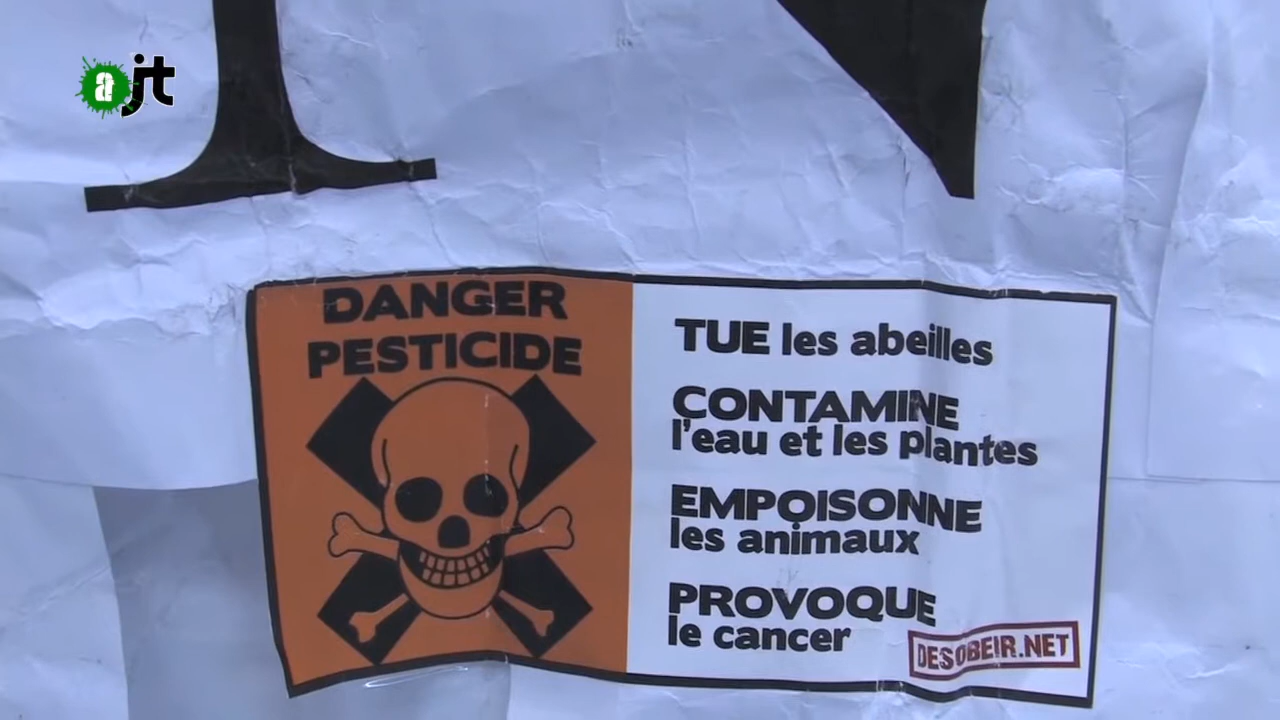 ajt
DANGER
PESTICIDE
TUE les abeilles
CONTAMINE
l'eau et les plantes
EMPOISONNE
les animaux
PROVOQUE
le cancer
DESOBEIR.NET